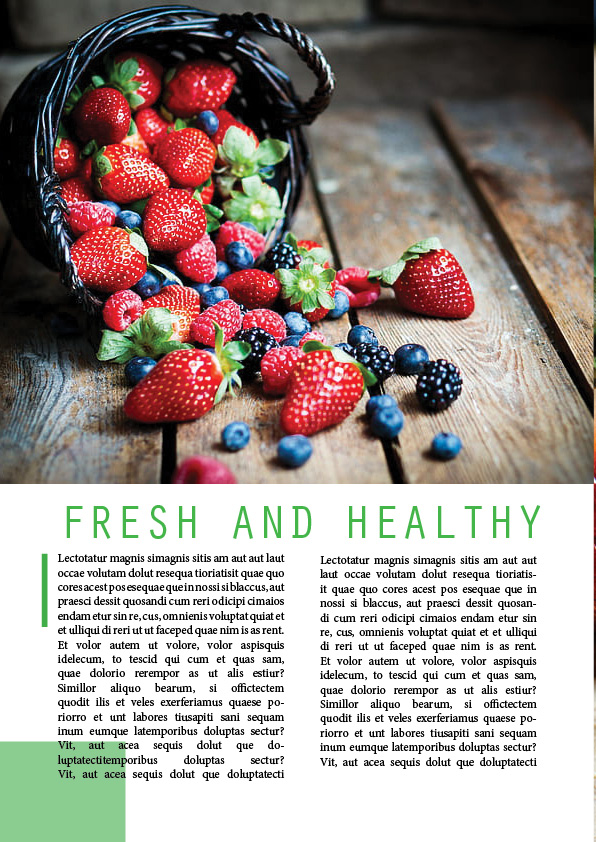 FRESH AND HEALTHY
Lectotatur magnis simagnis sitis am aut aut laut
occae volutam dolut resequa tioriatisit quae quo
cores acest pos esequae que in nossi si blaccus, aut
praesci dessit quosandi cum reri odicipi cimaios
endam etur sin re, cus, omnienis voluptat quiat et
et ulliqui di reri ut ut faceped quae nim is as rent.
Et volor autem ut volore, volor aspisquis
idelecum, to tescid qui cum et quas sam,
quae dolorio rerempor as ut alis estiur?
Simillor aliquo bearum, si offictectem
quodit ilis et veles exerferiamus quaese po-
riorro et unt labores tiusapiti sani sequam
inum eumque latemporibus doluptas sectur?
Vit, aut acea sequis dolut que do-
luptatectitemporibus doluptas sectur?
Vit, aut acea sequis dolut que doluptatecti
Lectotatur magnis simagnis sitis am aut aut
laut occae volutam dolut resequa tioriatis-
it quae quo cores acest pos esequae que in
nossi si blaccus, aut praesci dessit quosan-
di cum reri odicipi cimaios endam etur sin
re, cus, omnienis voluptat quiat et et ulliqui
di reri ut ut faceped quae nim is as rent.
Et volor autem ut volore, volor aspisquis
idelecum, to tescid qui cum et quas sam,
quae dolorio rerempor as ut alis estiur?
Simillor aliquo bearum, si offictectem
quodit ilis et veles exerferiamus quaese po-
riorro et unt labores tiusapiti sani sequam
inum eumque latemporibus doluptas sectur?
Vit, aut acea sequis dolut que doluptatecti